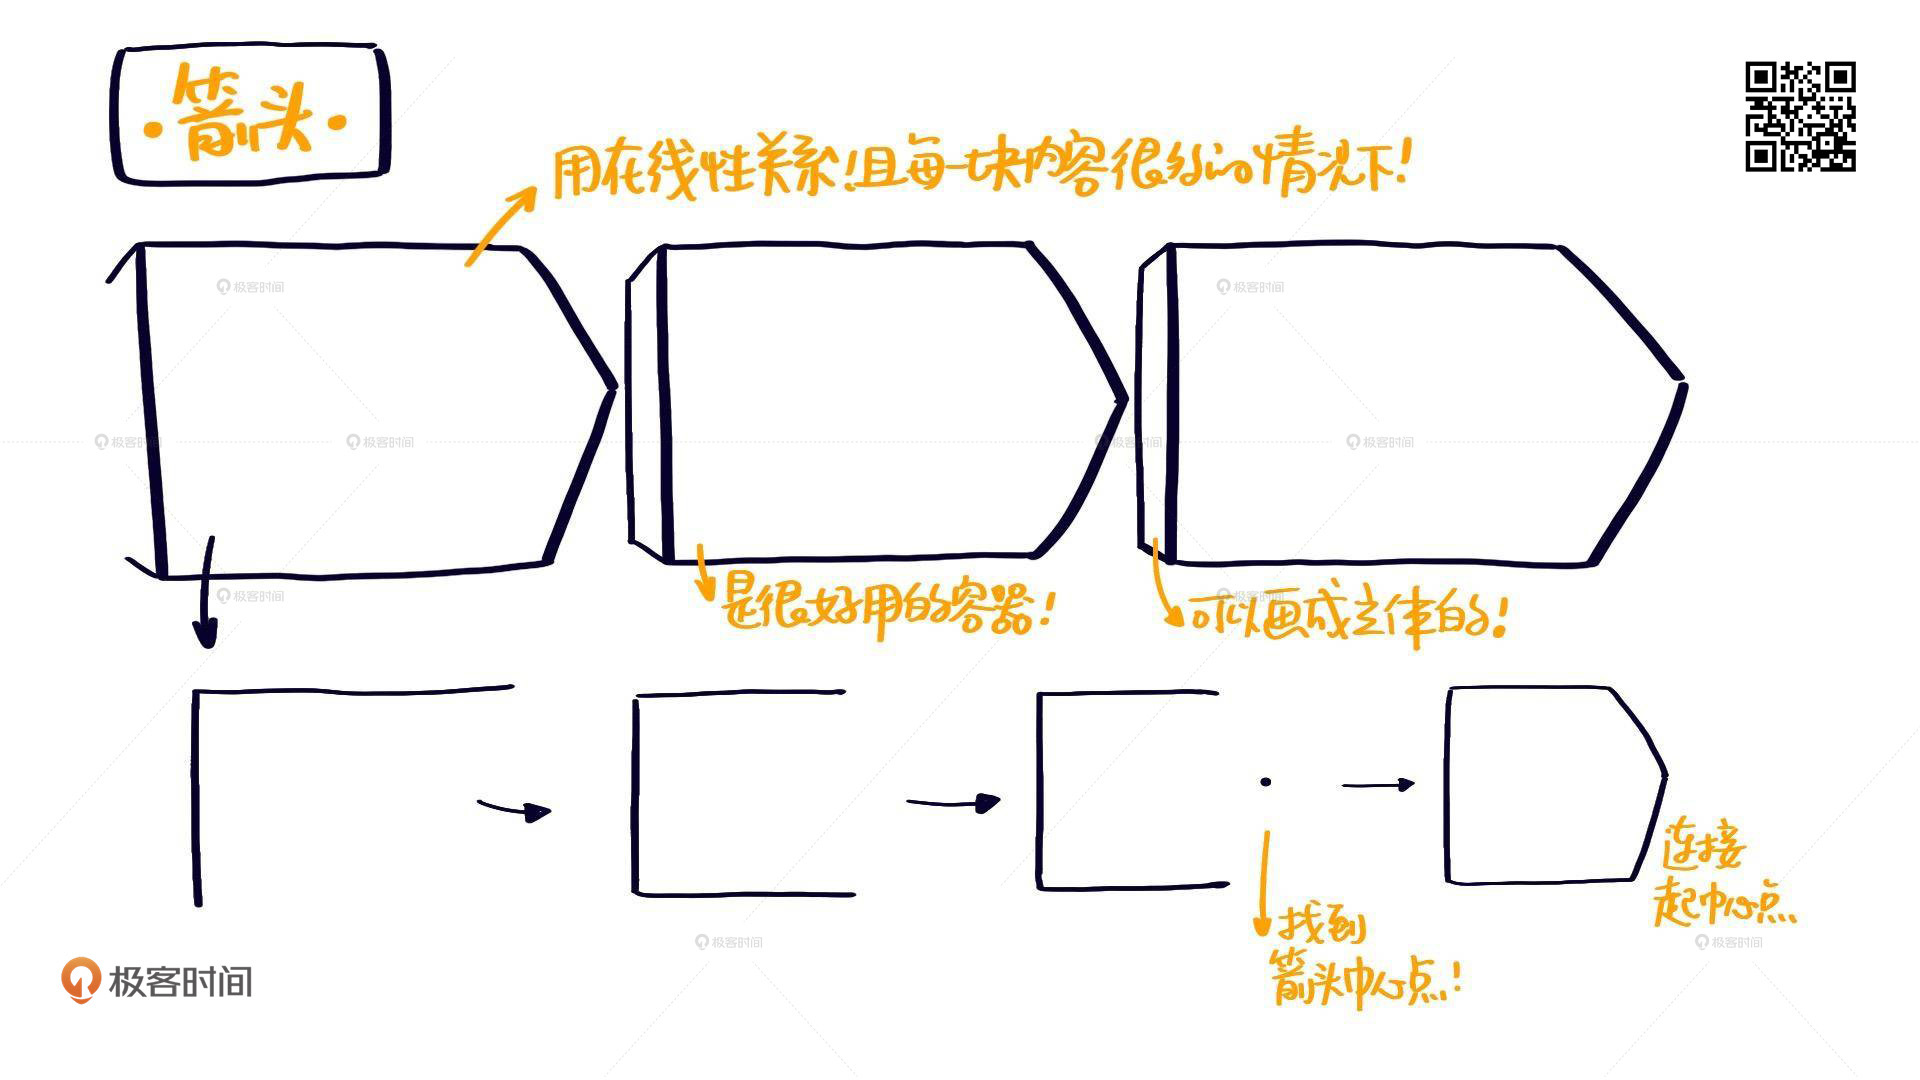 ·箭头·
用在线性关系!且每一块内容很多的情况下!
是很好用的容器!
可以画成立体的!
连接
起中心点...
找到
箭头中心点!
极客时间